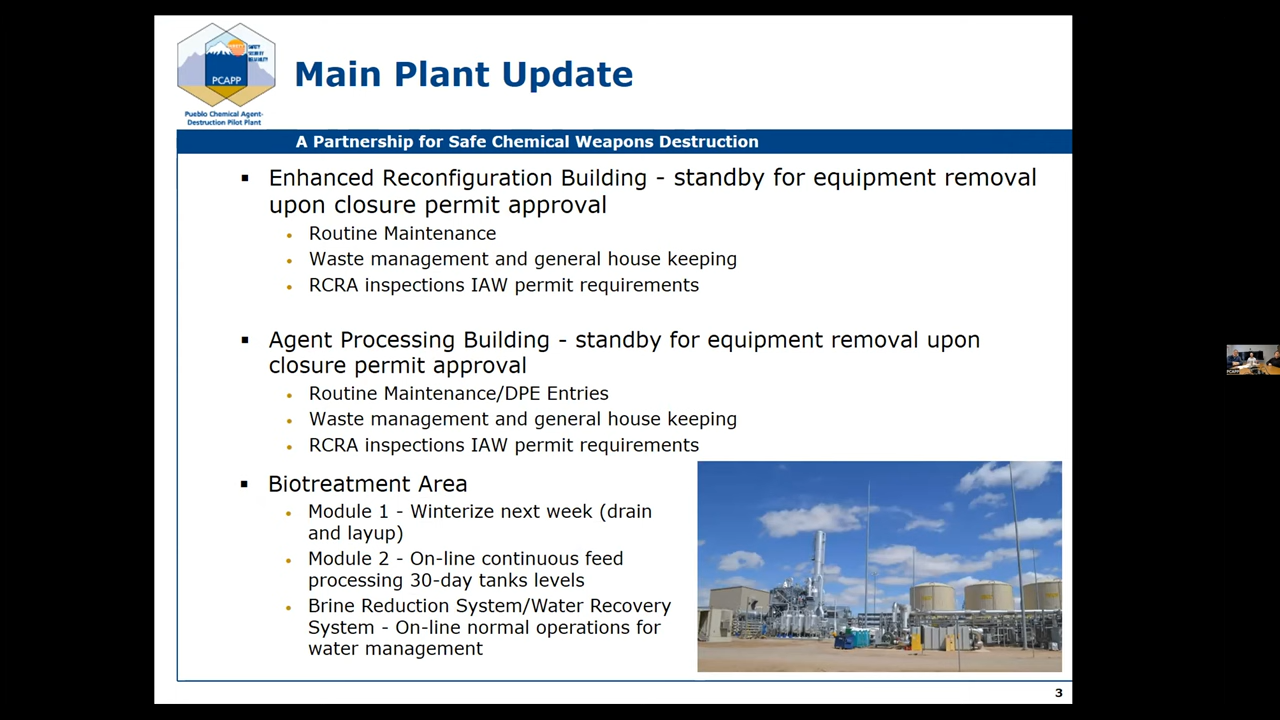 SAFETY
SECURITY
RELIABILITY
PCAPP
Pueblo Chemical Agent-
Destruction Pilot Plant
Main Plant Update
A Partnership for Safe Chemical Weapons Destruction
▪ Enhanced Reconfiguration Building - standby for equipment removal
upon closure permit approval
• Routine Maintenance
• Waste management and general house keeping
• RCRA inspections IAW permit requirements
▪ Agent Processing Building - standby for equipment removal upon
closure permit approval
• Routine Maintenance/DPE Entries
• Waste management and general house keeping
• RCRA inspections IAW permit requirements
▪ Biotreatment Area
• Module 1 - Winterize next week (drain
and layup)
• Module 2 - On-line continuous feed
processing 30-day tanks levels
• Brine Reduction System/Water Recovery
System - On-line normal operations for
water management
3
PCAPP